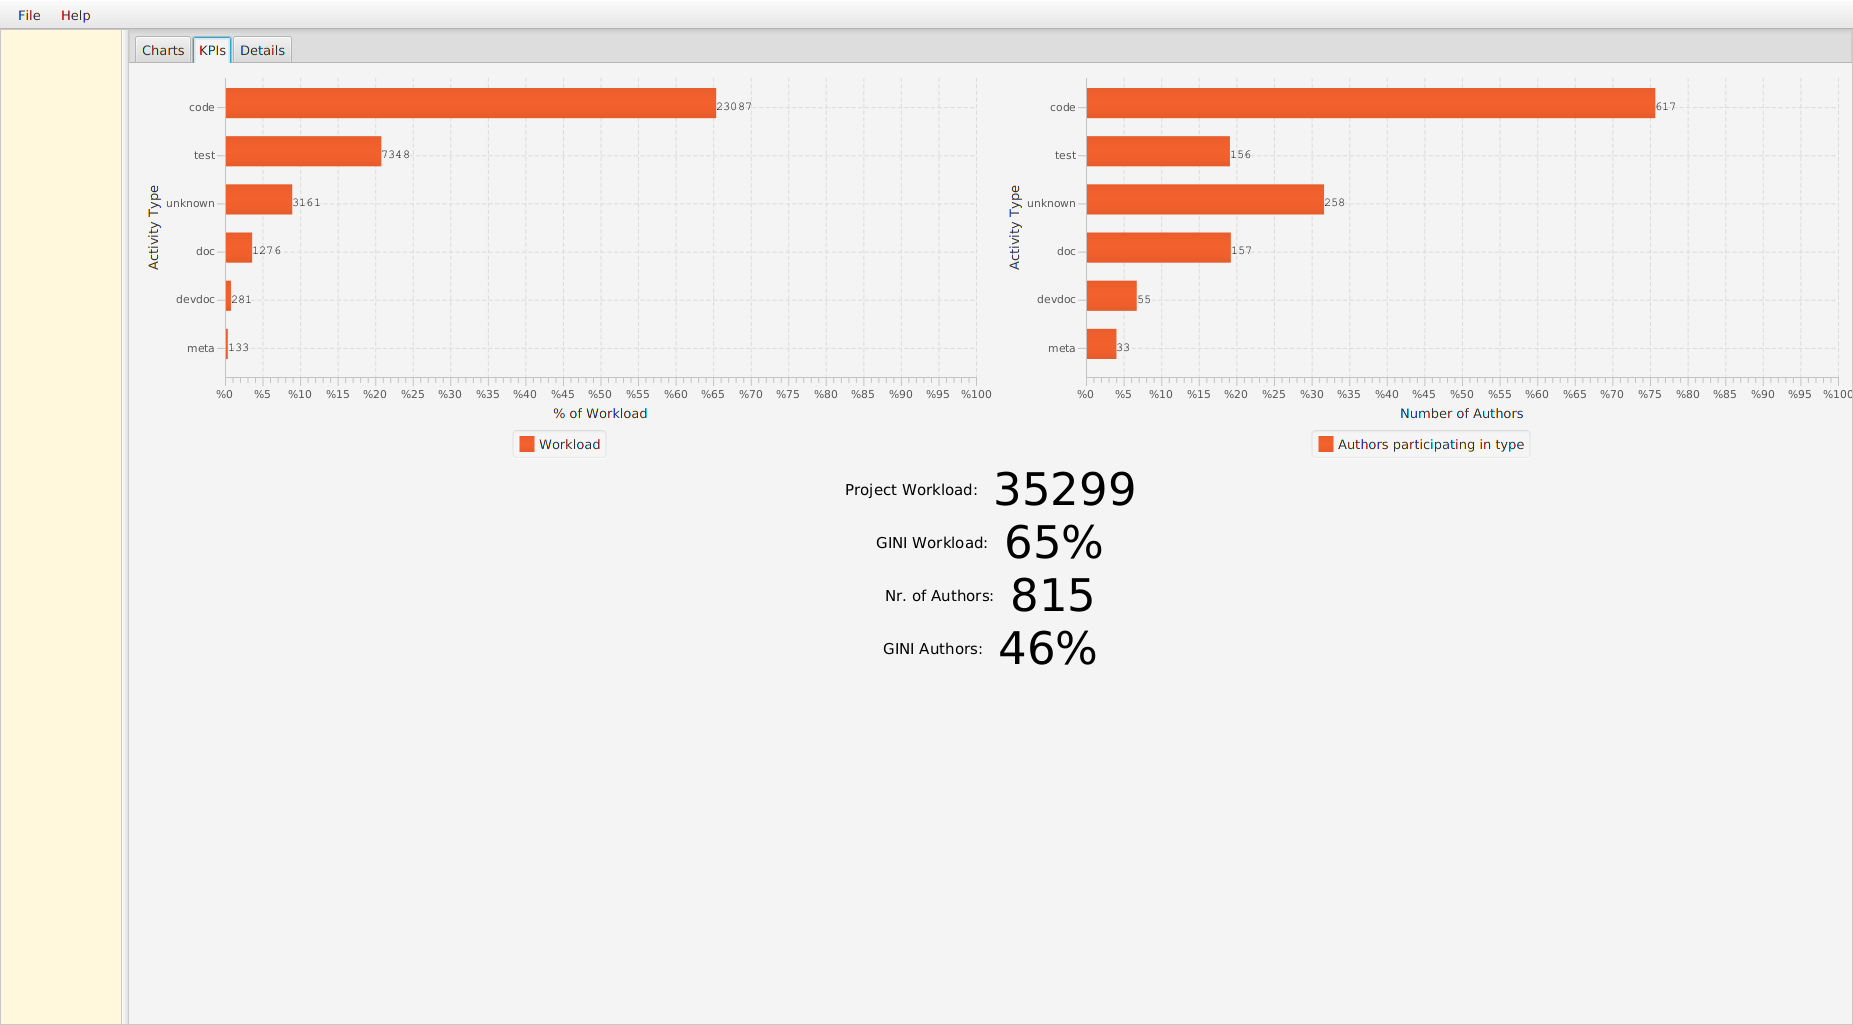 File Help
Charts KPIs Details
Activity Type
code 23087
test 7348
unknown 3161
doc 1276
devdoc 281
meta 133
%0 %5 %10 %15 %20 %25 %30 %35 %40 %45 %50 %55 %60 %65 %70 %75 %80 %85 %90 %95 %100
% of Workload
Workload
Activity Type
code 617
test 156
unknown 258
doc 157
devdoc 55
meta 33
%0 %5 %10 %15 %20 %25 %30 %35 %40 %45 %50 %55 %60 %65 %70 %75 %80 %85 %90 %95 %100
Number of Authors
Authors participating in type
Project Workload: 35299
GINI Workload: 65%
Nr. of Authors: 815
GINI Authors: 46%